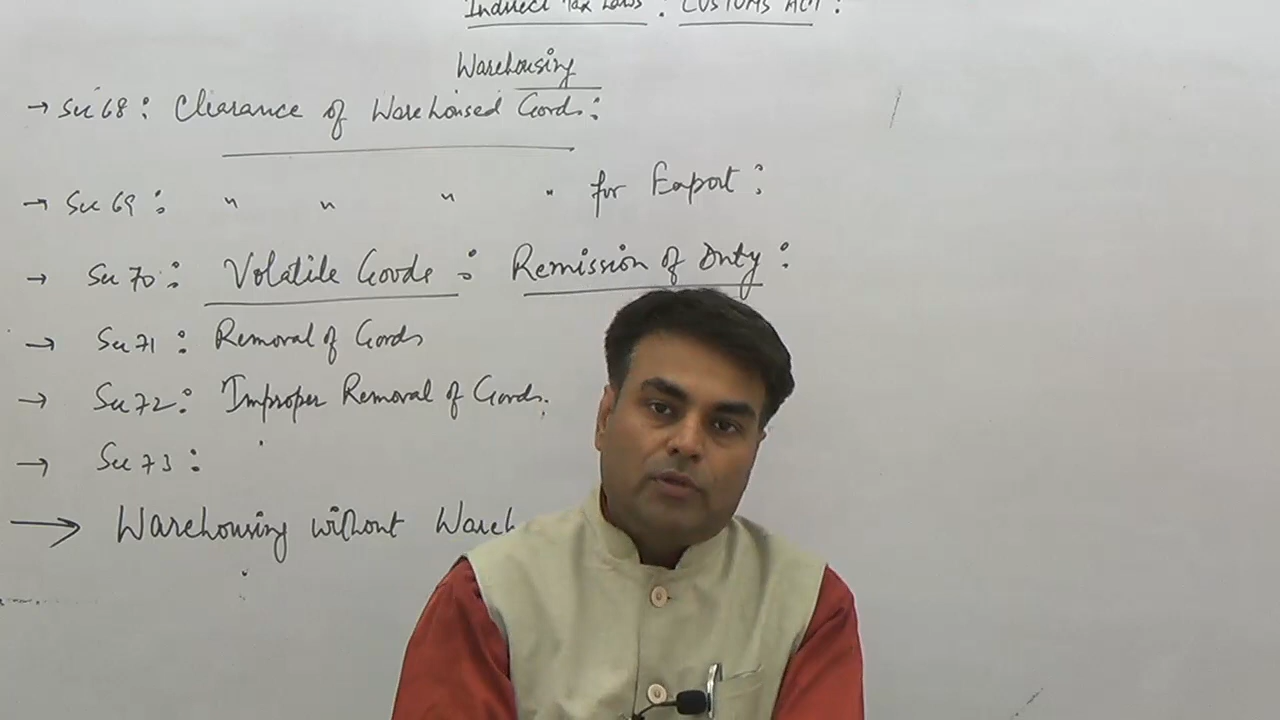 Indirect Tax Laws : CUSTOMS ACT :
Warehousing
→ Sec 68 : Clearance of Warehoused Goods :
→ Sec 69 : " " " " for Export :
→ Sec 70 : Volatile Goods : Remission of Duty :
→ Sec 71 : Removal of Goods
→ Sec 72 : Improper Removal of Goods.
→ Sec 73 :
→ Warehousing without Wareh